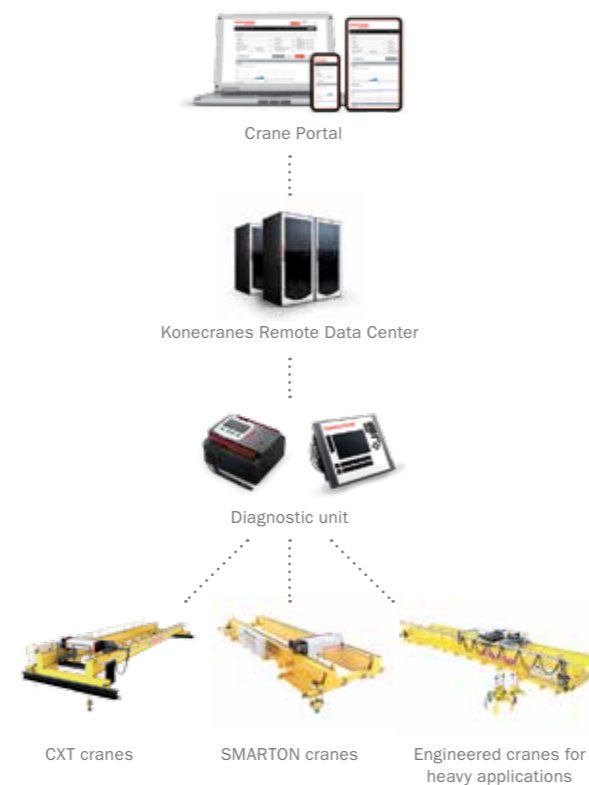 Crane Portal
Konecranes Remote Data Center
Diagnostic unit
CXT cranes
SMARTON cranes
Engineered cranes for
heavy applications